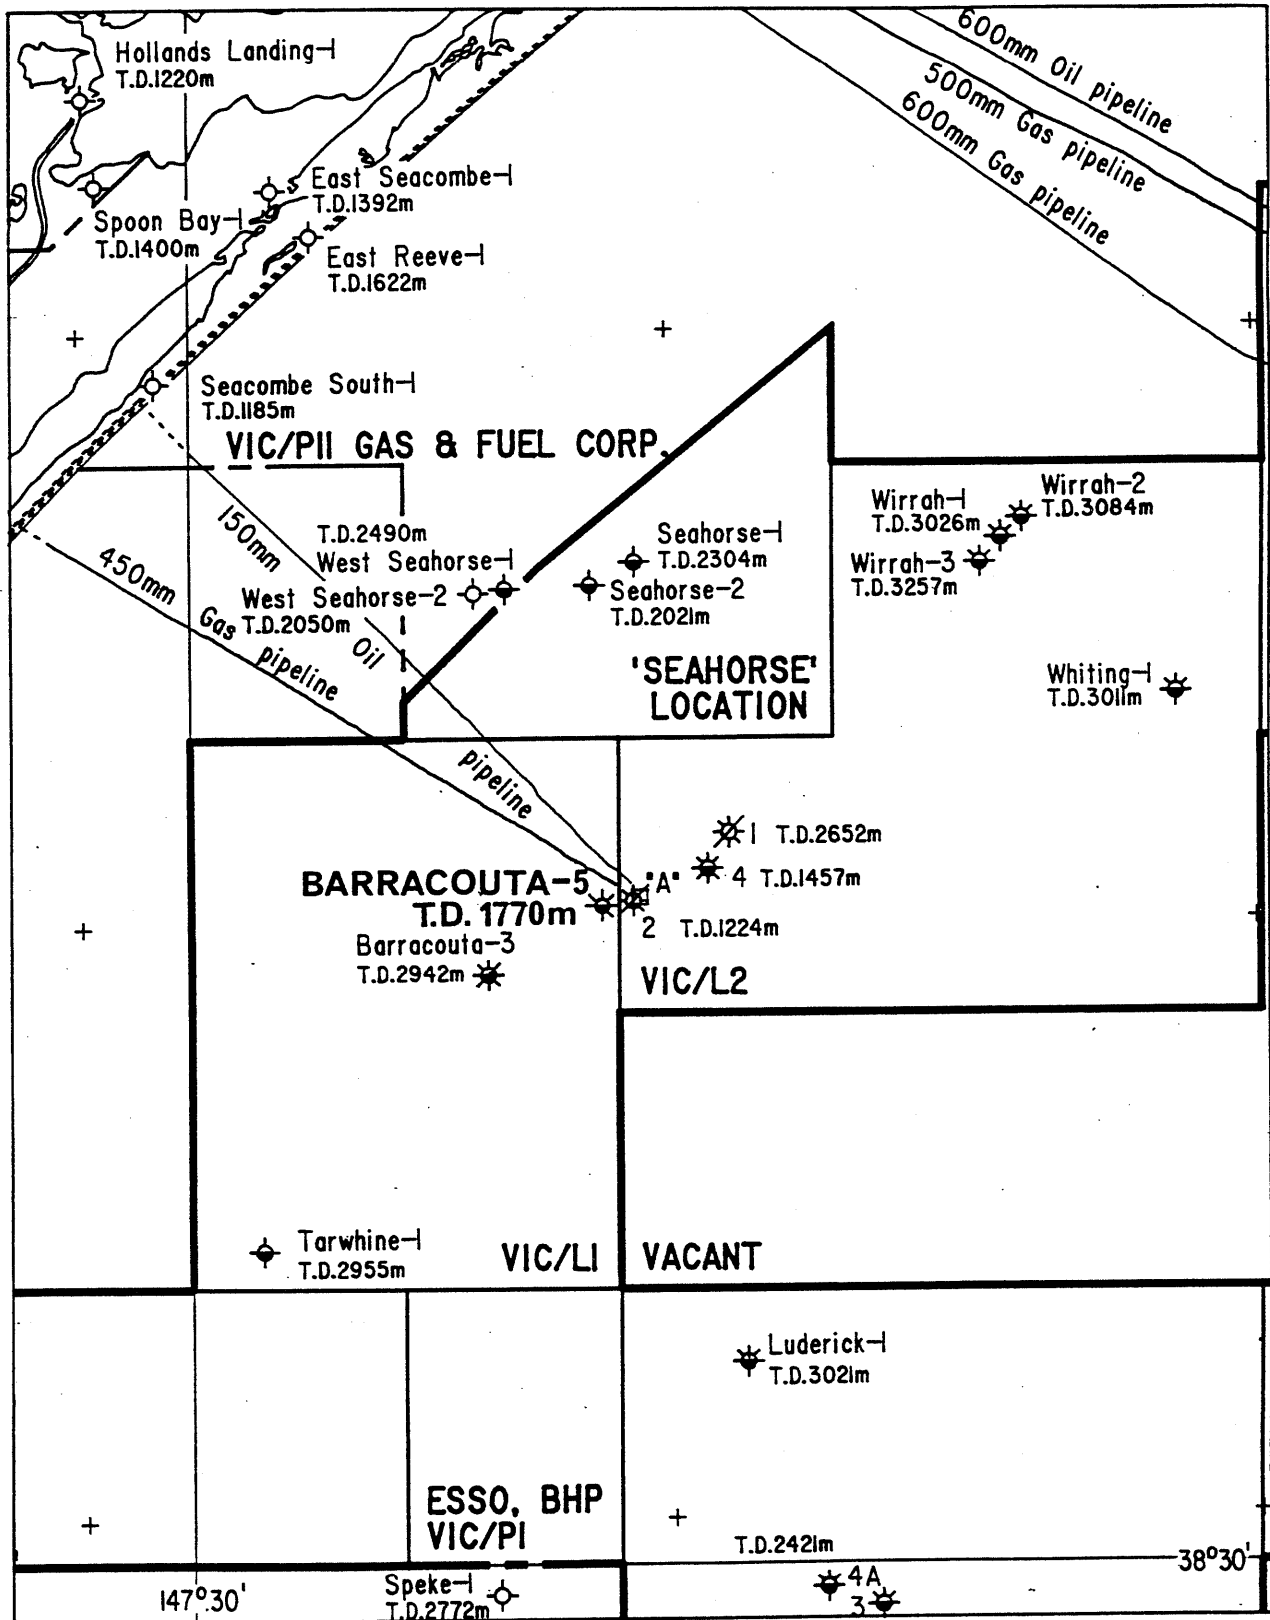 Hollands Landing-1
T.D.1220m
600mm Oil pipeline
500mm Gas pipeline
600mm Gas pipeline
East Seacombe-1
T.D.1392m
Spoon Bay-1
T.D.1400m
East Reeve-1
T.D.1622m
Seacombe South-1
T.D.1185m
VIC/P11 GAS & FUEL CORP.
150mm
Oil
pipeline
450mm
Gas
pipeline
T.D.2490m
West Seahorse-1
West Seahorse-2
T.D.2050m
Seahorse-1
T.D.2304m
Seahorse-2
T.D.2021m
'SEAHORSE'
LOCATION
Wirrah-1
T.D.3026m
Wirrah-2
T.D.3084m
Wirrah-3
T.D.3257m
Whiting-1
T.D.3011m
1 T.D.2652m
4 T.D.1457m
"A"
2 T.D.1224m
BARRACOUTA-5
T.D. 1770m
Barracouta-3
T.D.2942m
VIC/L2
Tarwhine-1
T.D.2955m
VIC/L1
VACANT
Luderick-1
T.D.3021m
ESSO, BHP
VIC/P1
T.D.2421m
38°30'
147°30'
Speke-1
T.D.2772m
4A
3